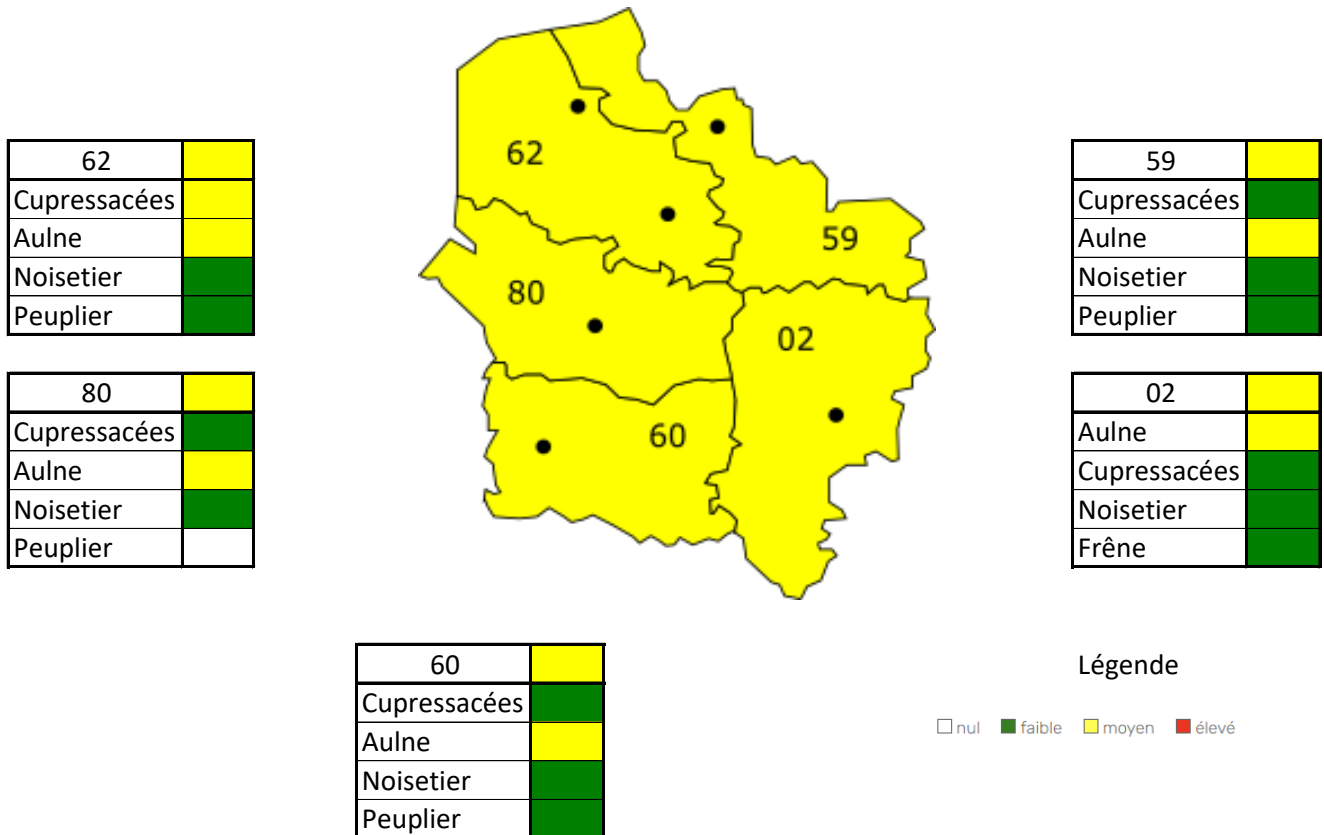 62
Cupressacées
Aulne
Noisetier
Peuplier
80
Cupressacées
Aulne
Noisetier
Peuplier
62
59
80
02
60
59
Cupressacées
Aulne
Noisetier
Peuplier
02
Aulne
Cupressacées
Noisetier
Frêne
60
Cupressacées
Aulne
Noisetier
Peuplier
Légende
nul faible moyen élevé